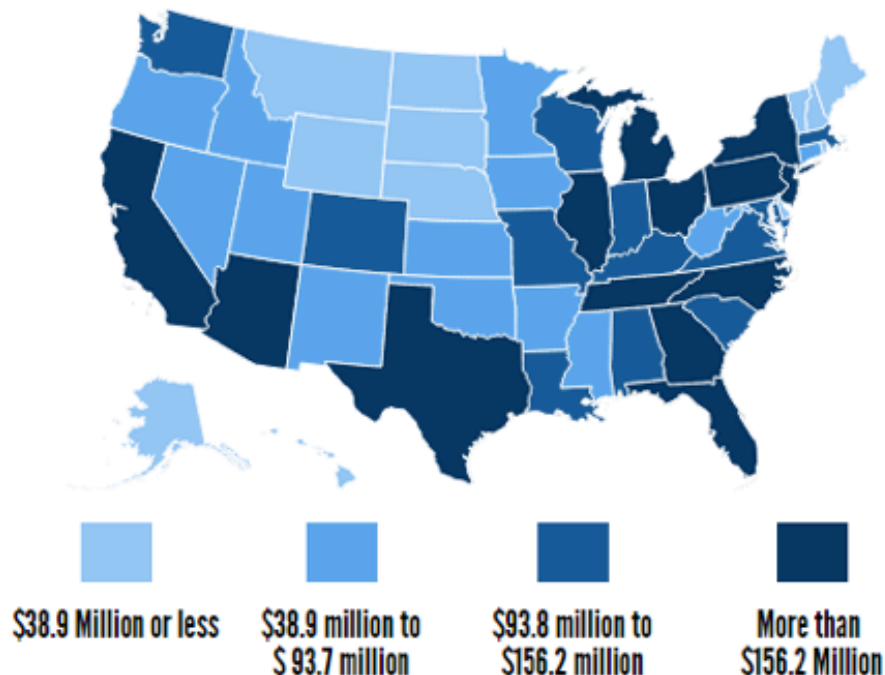 $38.9 Million or less
$38.9 million to
$ 93.7 million
$93.8 million to
$156.2 million
More than
$156.2 Million